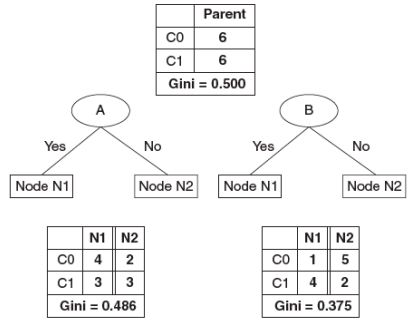 Parent
C0 6
C1 6
Gini = 0.500
A
B
Yes No
Yes No
Node N1 Node N2
Node N1 Node N2
N1 N2
C0 4 2
C1 3 3
Gini = 0.486
N1 N2
C0 1 5
C1 4 2
Gini = 0.375